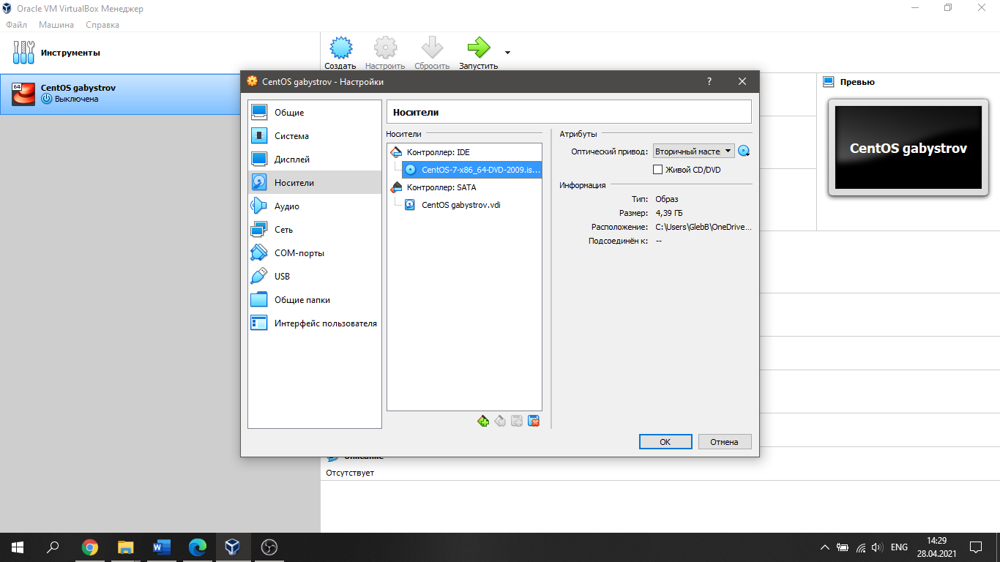 Oracle VM VirtualBox Менеджер
Файл Машина Справка
Инструменты
Создать Настроить Сбросить Запустить
64
CentOS gabystrov
Выключена
Превью
CentOS gabystrov
CentOS gabystrov - Настройки
?
Общие
Система
Дисплей
Носители
Аудио
Сеть
COM-порты
USB
Общие папки
Интерфейс пользователя
Носители
Носители
Контроллер: IDE
CentOS-7-x86_64-DVD-2009.is...
Контроллер: SATA
CentOS gabystrov.vdi
Атрибуты
Оптический привод: Вторичный масте
Живой CD/DVD
Информация
Тип: Образ
Размер: 4,39 ГБ
Расположение: C:\Users\GlebB\OneDrive...
Подсоединён к: --
OK Отмена
Описание
Отсутствует
ENG
14:29
28.04.2021